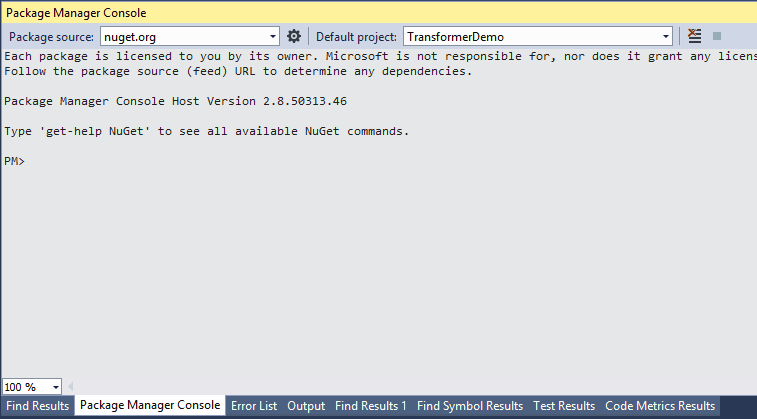 Package Manager Console
Package source: nuget.org Default project: TransformerDemo
Each package is licensed to you by its owner. Microsoft is not responsible for, nor does it grant any
Follow the package source (feed) URL to determine any dependencies.
Package Manager Console Host Version 2.8.50313.46
Type 'get-help NuGet' to see all available NuGet commands.
PM>
100 %
Find Results Package Manager Console Error List Output Find Results 1 Find Symbol Results Test Results Code Metrics Results